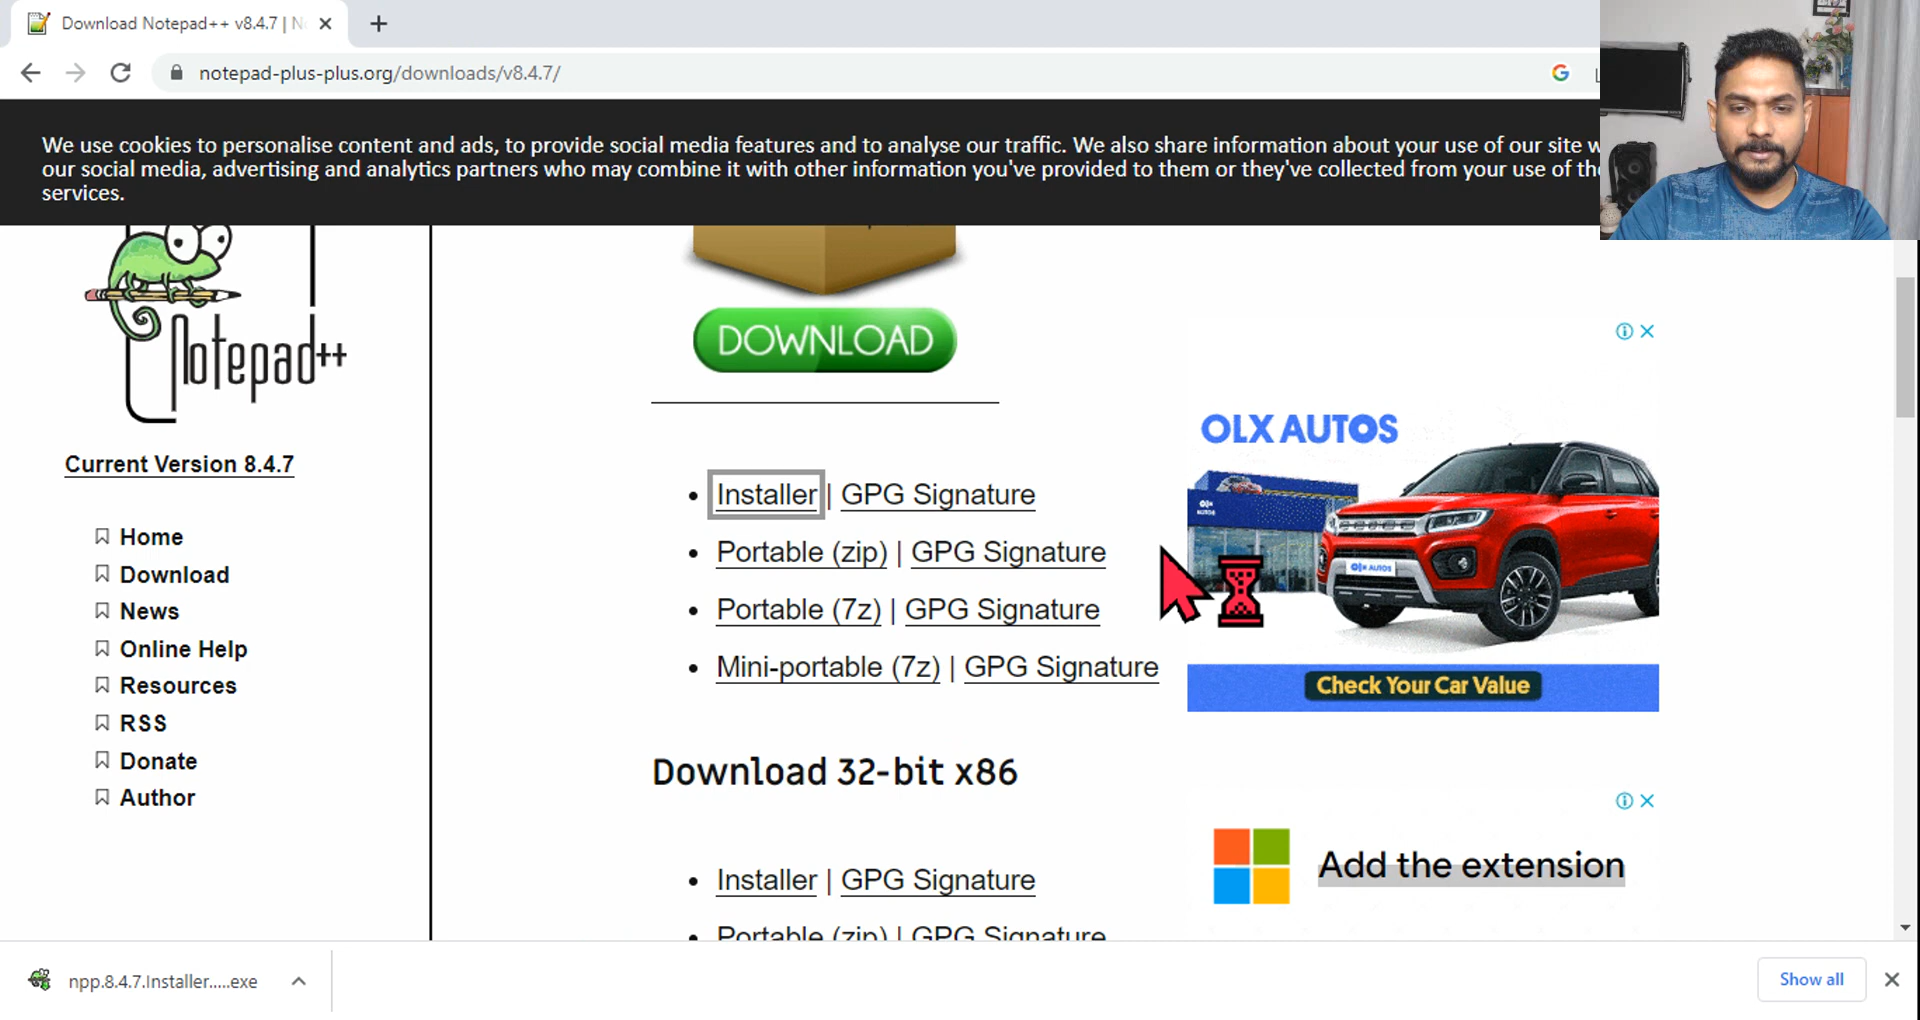 Download Notepad++ v8.4.7 | N
notepad-plus-plus.org/downloads/v8.4.7/
We use cookies to personalise content and ads, to provide social media features and to analyse our traffic. We also share information about your use of our site w
our social media, advertising and analytics partners who may combine it with other information you've provided to them or they've collected from your use of the
services.
Notepad++
DOWNLOAD
Current Version 8.4.7
Home
Download
News
Online Help
Resources
RSS
Donate
Author
Installer | GPG Signature
Portable (zip) | GPG Signature
Portable (7z) | GPG Signature
Mini-portable (7z) | GPG Signature
Download 32-bit x86
Installer | GPG Signature
Portable (zip) | GPG Signature
OLX AUTOS
olx AUTOS
OLX AUTOS
Check Your Car Value
Add the extension
npp.8.4.7.Installer.....exe
Show all